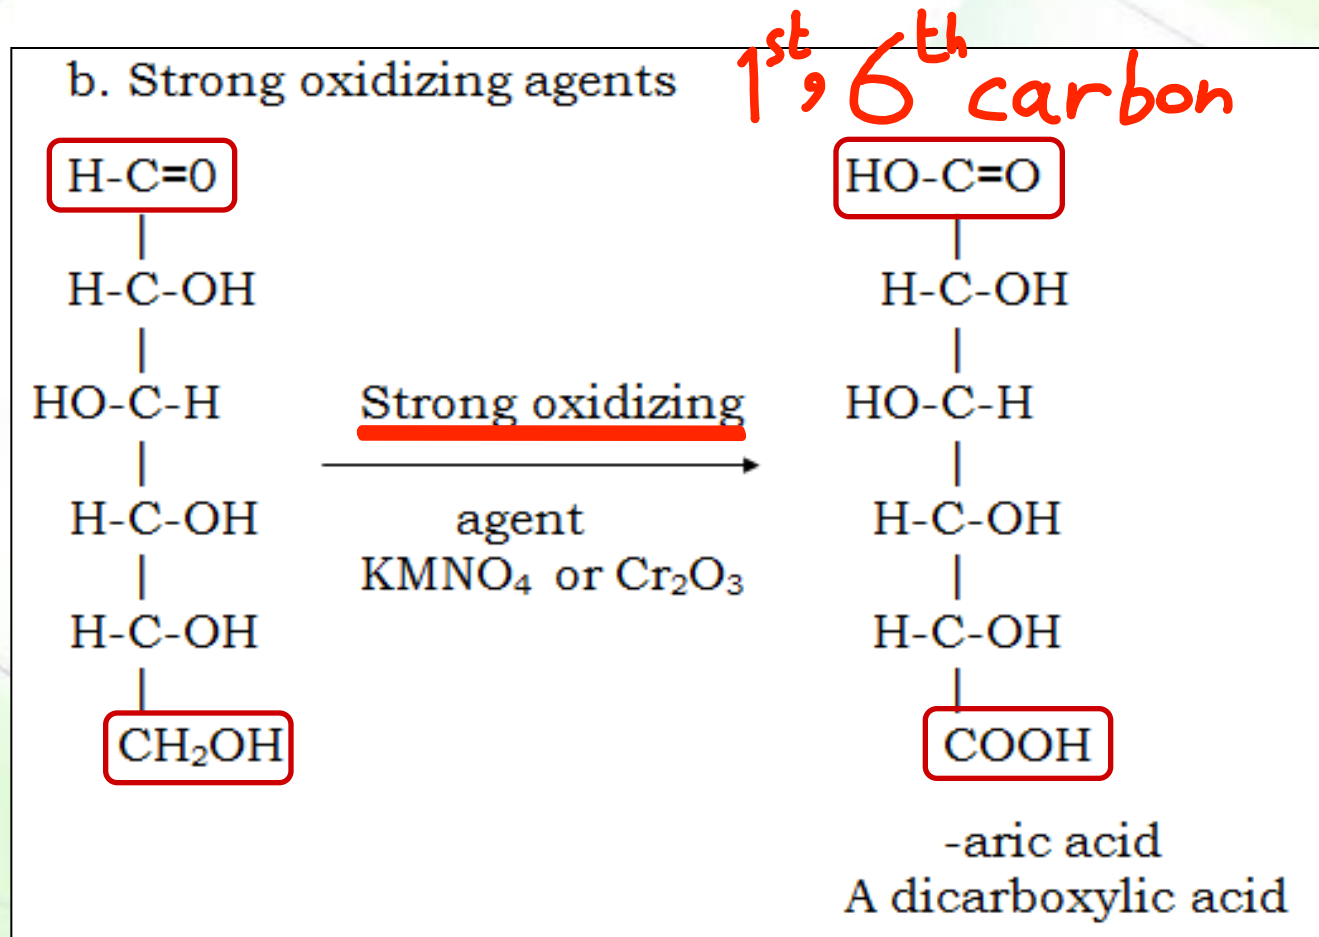 b. Strong oxidizing agents 1st, 6th carbon
H-C=0 HO-C=O
|
|
H-C-OH H-C-OH
|
|
HO-C-H Strong oxidizing HO-C-H
|
|
H-C-OH agent H-C-OH
KMNO₄ or Cr₂O₃
|
|
H-C-OH H-C-OH
|
|
CH₂OH COOH
-aric acid
A dicarboxylic acid